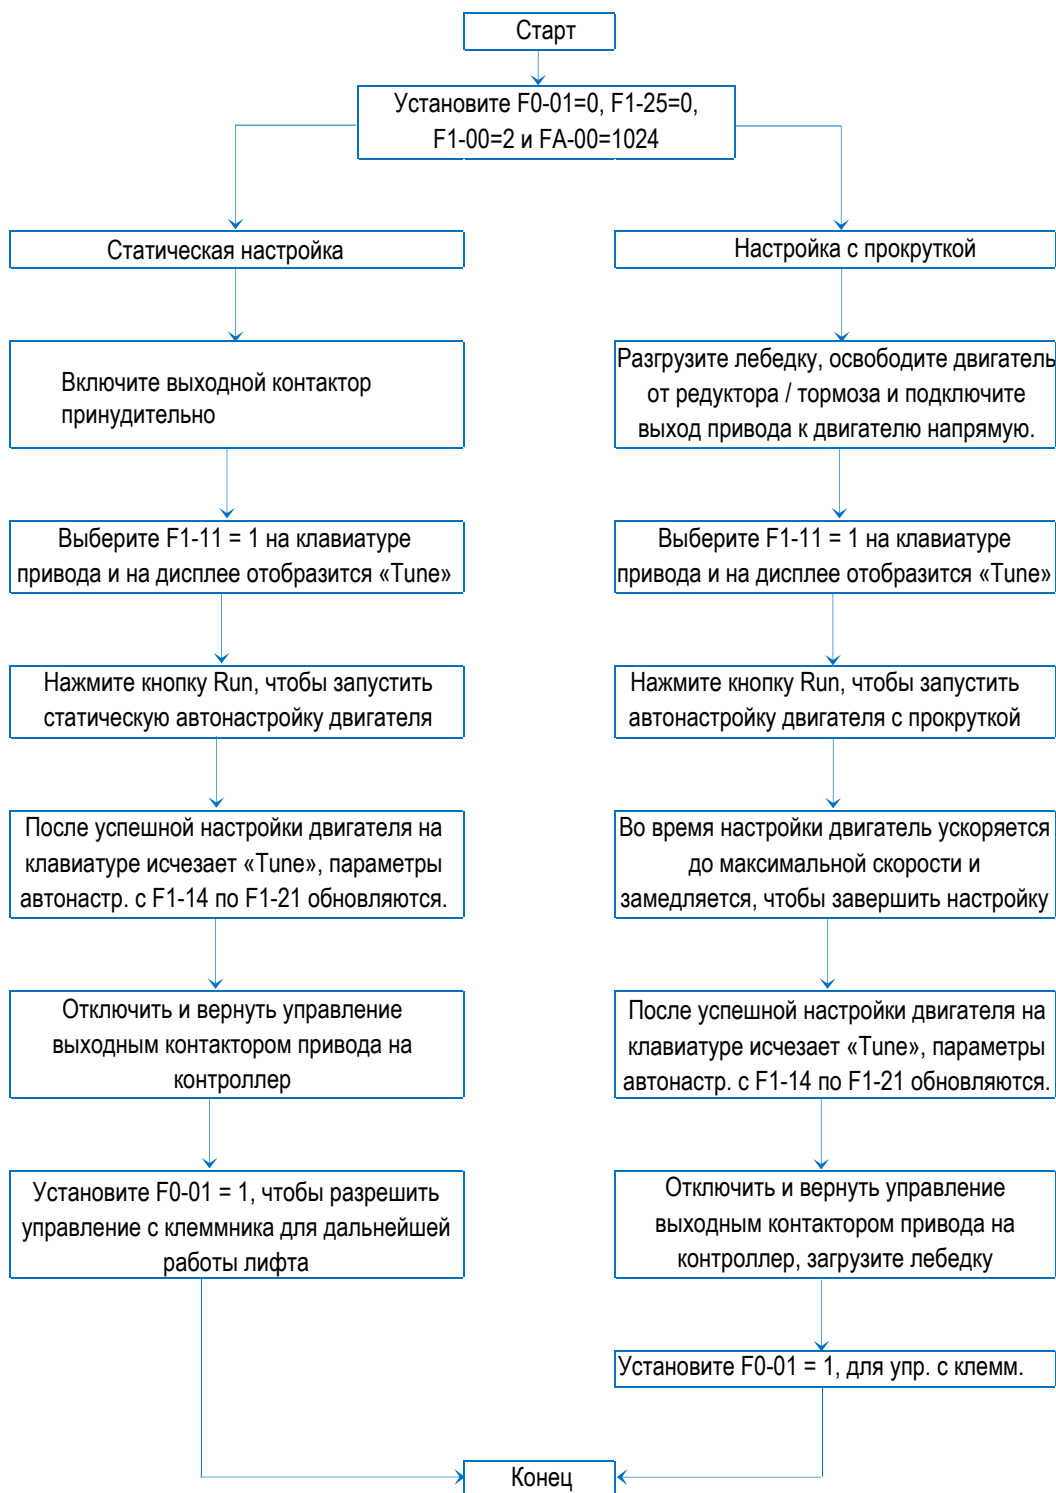 Старт
Установите F0-01=0, F1-25=0,
F1-00=2 и FA-00=1024
Статическая настройка
Включите выходной контактор
принудительно
Выберите F1-11 = 1 на клавиатуре
привода и на дисплее отобразится «Tune»
Нажмите кнопку Run, чтобы запустить
статическую автонастройку двигателя
После успешной настройки двигателя на
клавиатуре исчезает «Tune», параметры
автонастр. с F1-14 по F1-21 обновляются.
Отключить и вернуть управление
выходным контактором привода на
контроллер
Установите F0-01 = 1, чтобы разрешить
управление с клеммника для дальнейшей
работы лифта
Настройка с прокруткой
Разгрузите лебедку, освободите двигатель
от редуктора / тормоза и подключите
выход привода к двигателю напрямую.
Выберите F1-11 = 1 на клавиатуре
привода и на дисплее отобразится «Tune»
Нажмите кнопку Run, чтобы запустить
автонастройку двигателя с прокруткой
Во время настройки двигатель ускоряется
до максимальной скорости и
замедляется, чтобы завершить настройку
После успешной настройки двигателя на
клавиатуре исчезает «Tune», параметры
автонастр. с F1-14 по F1-21 обновляются.
Отключить и вернуть управление
выходным контактором привода на
контроллер, загрузите лебедку
Установите F0-01 = 1, для упр. с клемм.
Конец